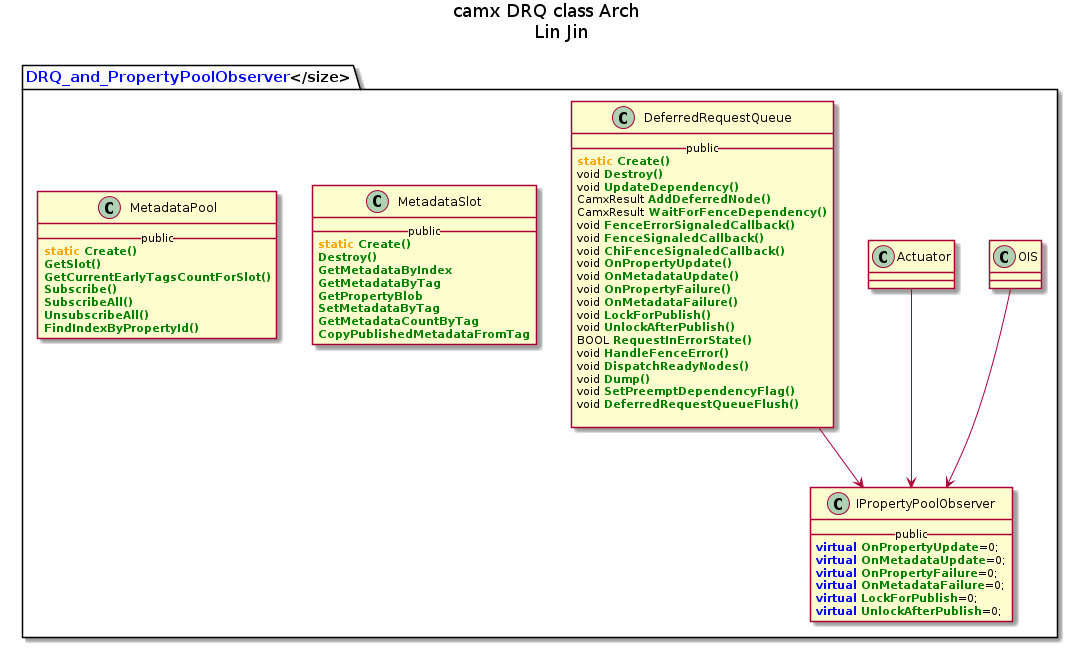 camx DRQ class Arch
Lin Jin
DRQ_and_PropertyPoolObserver</size>
C MetadataPool
public
static Create()
GetSlot()
GetCurrentEarlyTagsCountForSlot()
Subscribe()
SubscribeAll()
UnsubscribeAll()
FindIndexByPropertyId()
C MetadataSlot
public
static Create()
Destroy()
GetMetadataByIndex
GetMetadataByTag
GetPropertyBlob
SetMetadataByTag
GetMetadataCountByTag
CopyPublishedMetadataFromTag
C DeferredRequestQueue
public
static Create()
void Destroy()
void UpdateDependency()
CamxResult AddDeferredNode()
CamxResult WaitForFenceDependency()
void FenceErrorSignaledCallback()
void FenceSignaledCallback()
void ChiFenceSignaledCallback()
void OnPropertyUpdate()
void OnMetadataUpdate()
void OnPropertyFailure()
void OnMetadataFailure()
void LockForPublish()
void UnlockAfterPublish()
BOOL RequestInErrorState()
void HandleFenceError()
void DispatchReadyNodes()
void Dump()
void SetPreemptDependencyFlag()
void DeferredRequestQueueFlush()
C Actuator
C OIS
C IPropertyPoolObserver
public
virtual OnPropertyUpdate=0;
virtual OnMetadataUpdate=0;
virtual OnPropertyFailure=0;
virtual OnMetadataFailure=0;
virtual LockForPublish=0;
virtual UnlockAfterPublish=0;